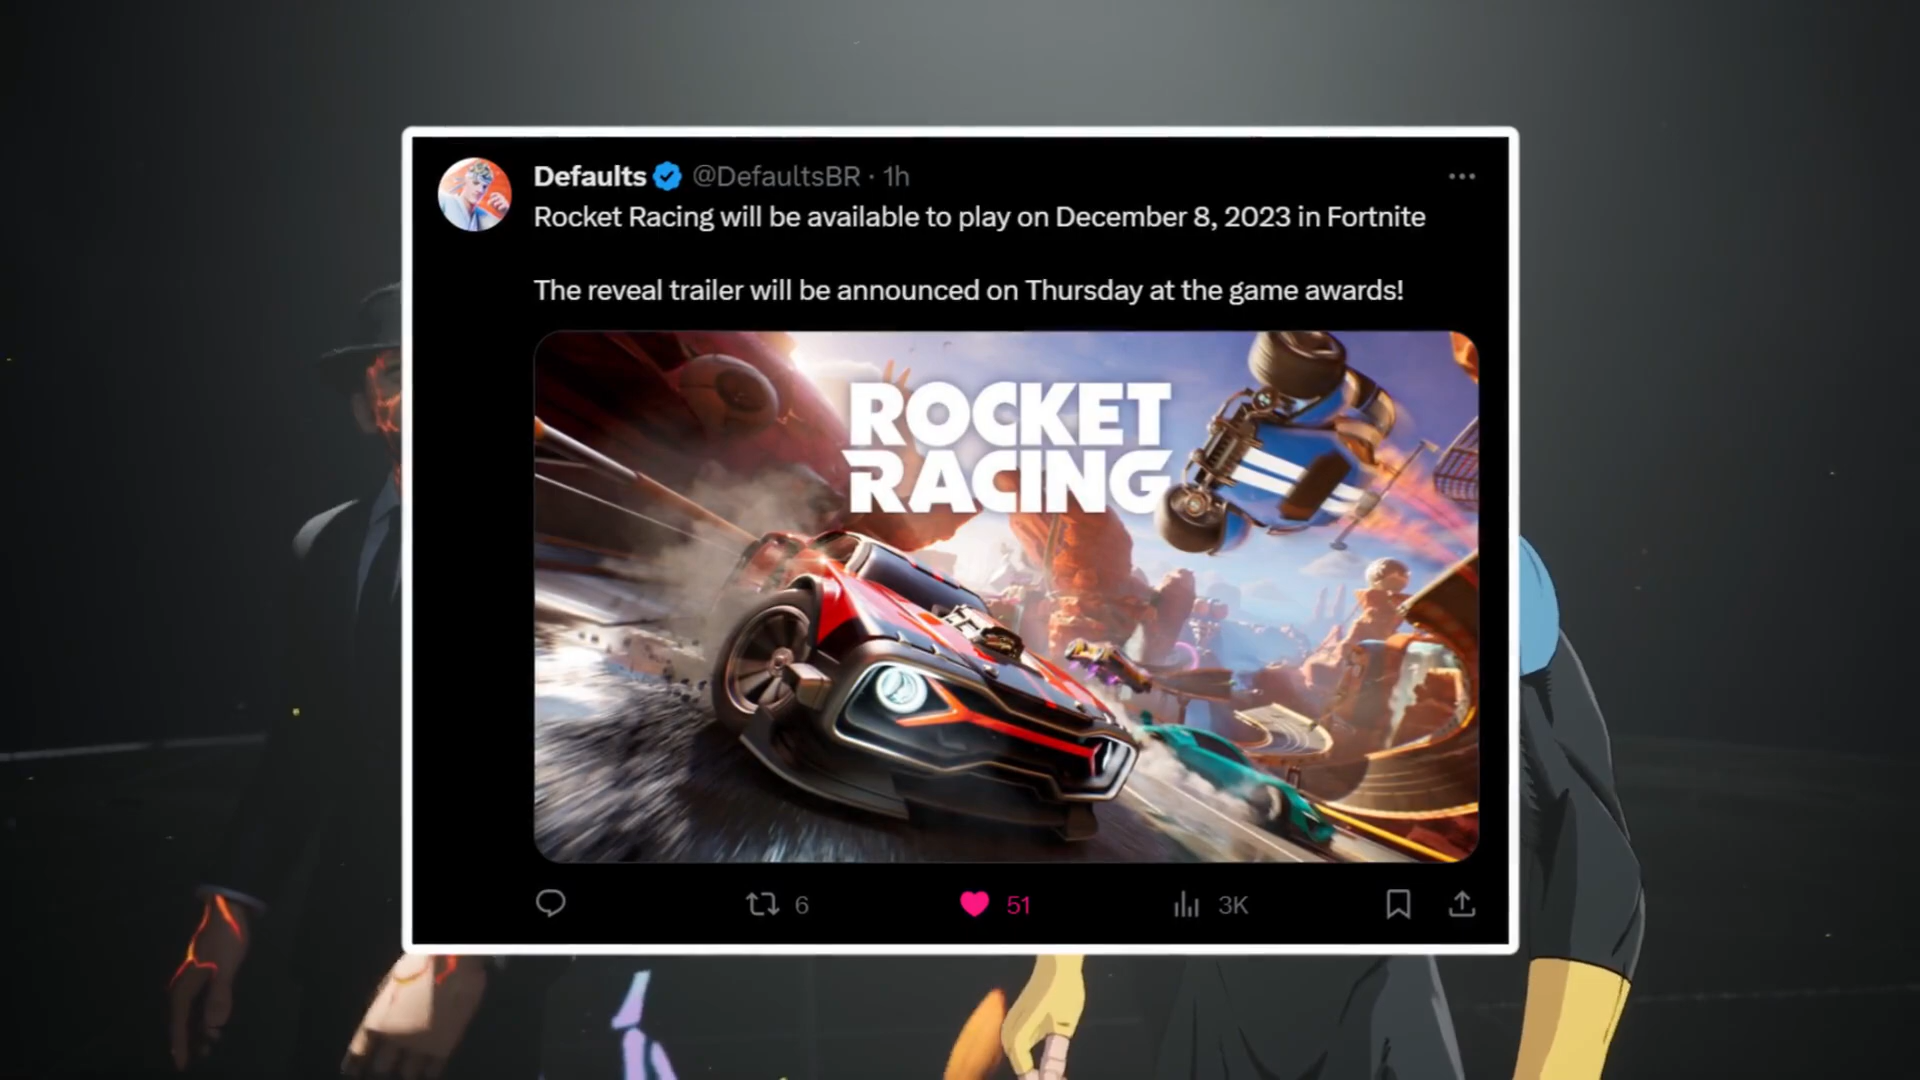 Defaults @DefaultsBR · 1h
Rocket Racing will be available to play on December 8, 2023 in Fortnite
The reveal trailer will be announced on Thursday at the game awards!
ROCKET
RACING
6 51 3K